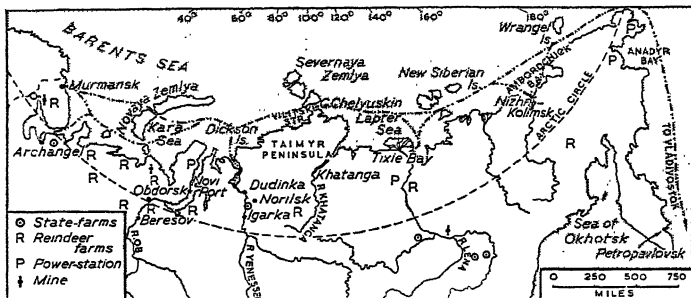 40°
60°
80°
100°
120°
140°
160°
180°
160°
BARENTS SEA
Murmansk
Novaya Zemlya
Kara
Sea
Archangel
Severnaya
Zemlya
Chelyuskin
Dickson
Is.
TAIMYR
PENINSULA
Laptev
Sea
New Siberian
Is.
Wrangel
Is.
BAY
Nizhni
Kolimsk
ARCTIC CIRCLE
ANADYR
BAY
TO VLADIVOSTOK
Tixie Bay
Khatanga
Obdorsk
Novi
Port
Beresov
Dudinka
Norilsk
Igarka
R. OB
R. YENESSEI
R. KHATANGA
R. LENA
Sea of
Okhotsk
Petropavlovsk
R
R
R
R
R
R
R
R
R
R
P
P
P
P
P
⊙ State-farms
R Reindeer
farms
P Power-station
Mine
0 250 500 750
MILES